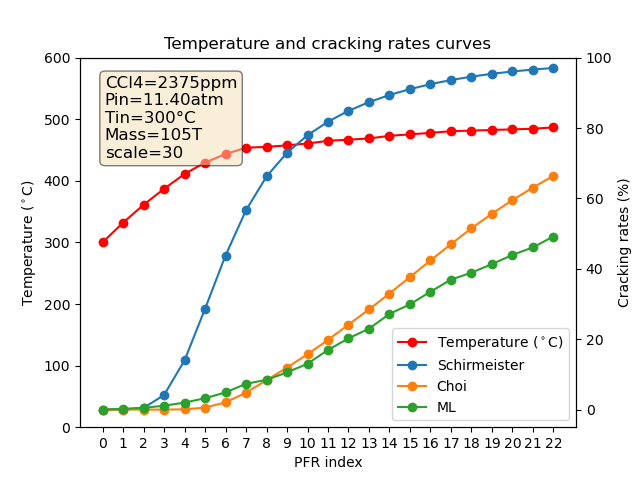 Temperature and cracking rates curves
CCl4=2375ppm
Pin=11.40atm
Tin=300°C
Mass=105T
scale=30
600
500
400
300
200
100
0
Temperature (°C)
100
80
60
40
20
0
Cracking rates (%)
Temperature (°C)
Schirmeister
Choi
ML
0 1 2 3 4 5 6 7 8 9 10 11 12 13 14 15 16 17 18 19 20 21 22
PFR index